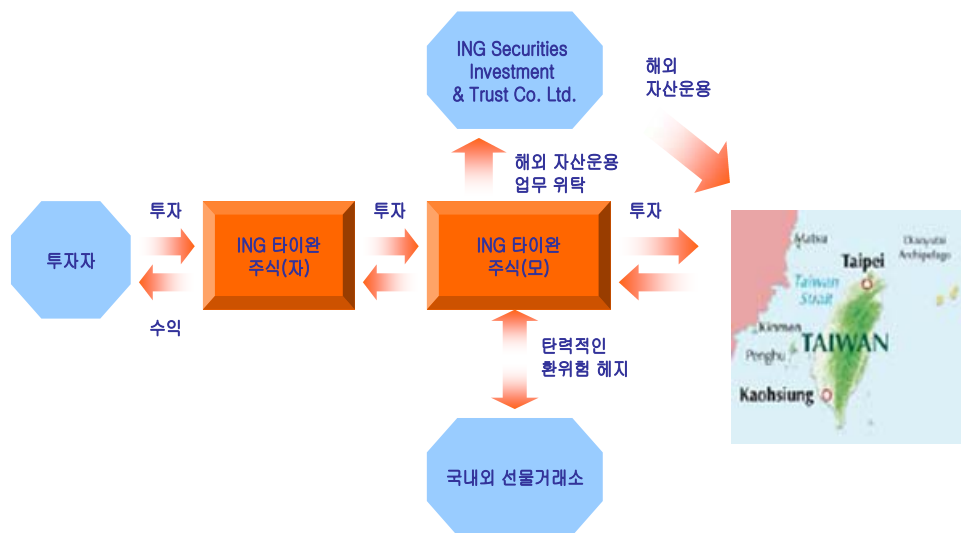 ING Securities
Investment
& Trust Co. Ltd.
해외
자산운용
해외 자산운용
업무 위탁
투자자
투자
수익
ING 타이완
주식(자)
투자
ING 타이완
주식(모)
투자
탄력적인
환위험 헤지
국내외 선물거래소
Matsu
Diaoyutai
Archipelago
Taipei
Taiwan
Strait
Kinmen
TAIWAN
Penghu
Kaohsiung